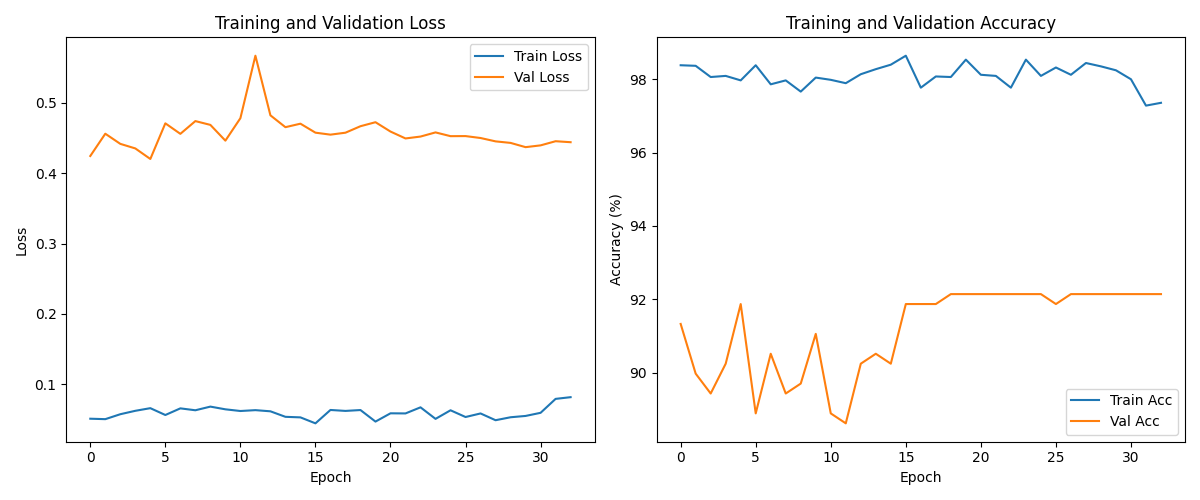 Training and Validation Loss
Train Loss
Val Loss
0.5
0.4
0.3
0.2
0.1
Loss
0 5 10 15 20 25 30
Epoch
Training and Validation Accuracy
98
96
94
92
90
Accuracy (%)
Train Acc
Val Acc
0 5 10 15 20 25 30
Epoch